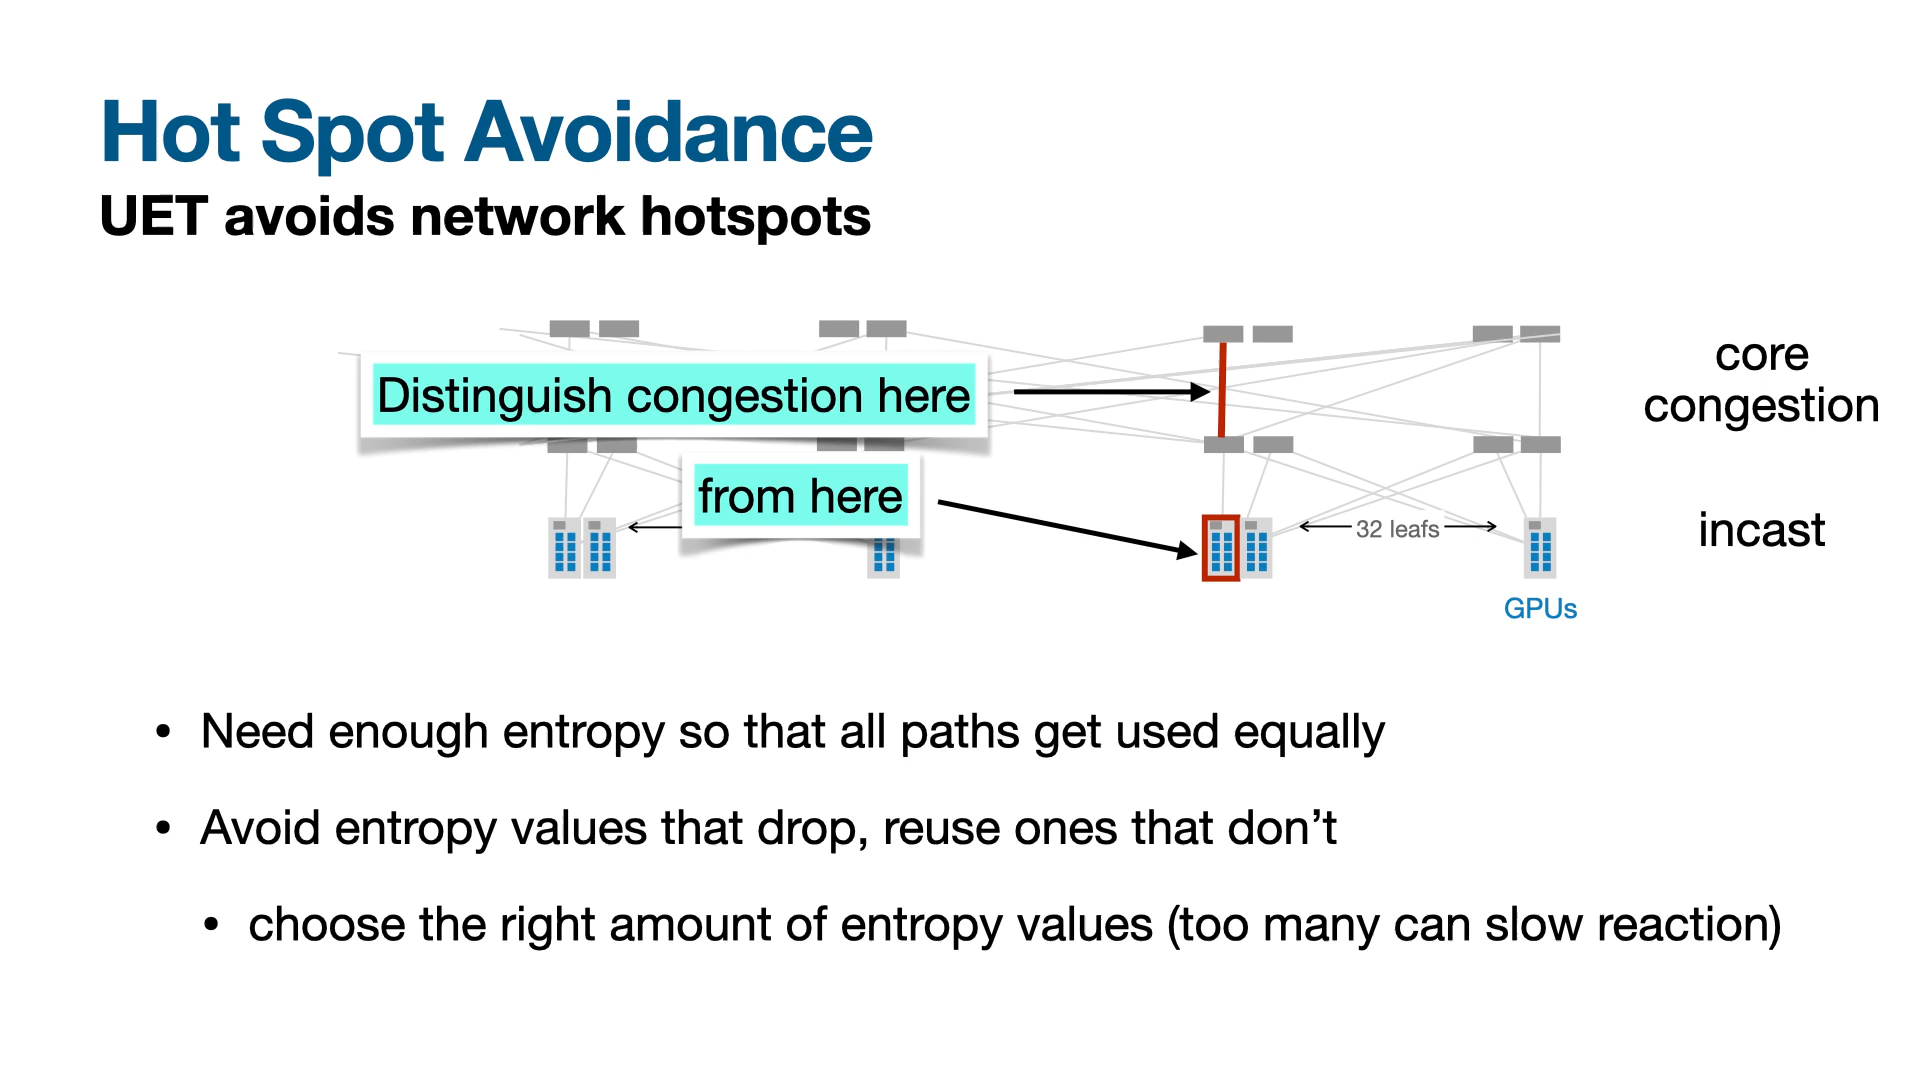 Hot Spot Avoidance
UET avoids network hotspots
Distinguish congestion here
core
congestion
from here
32 leafs
incast
GPUs
• Need enough entropy so that all paths get used equally
• Avoid entropy values that drop, reuse ones that don’t
• choose the right amount of entropy values (too many can slow reaction)